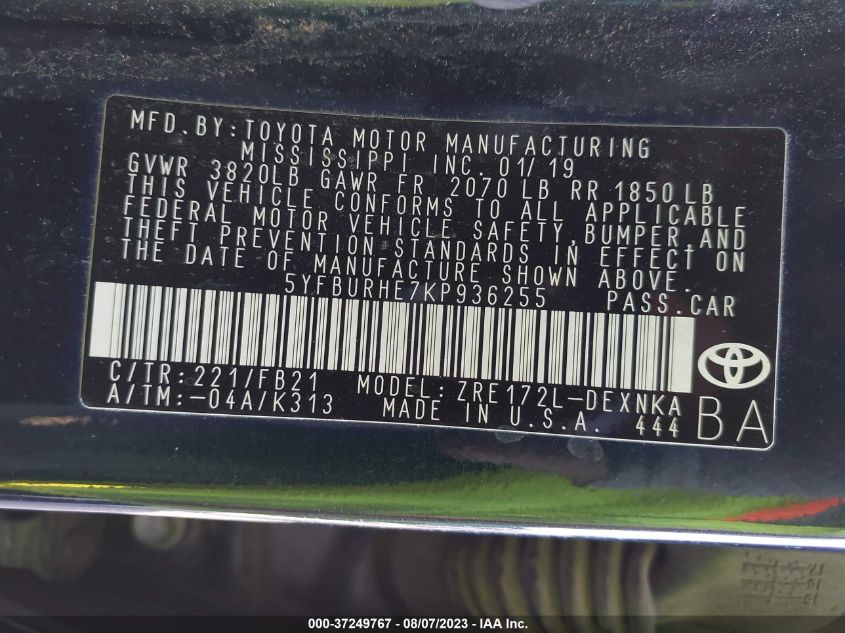 MFD.BY:TOYOTA MOTOR MANUFACTURING
MISSISSIPPI INC. 01/19
GVWR 3820LB GAWR FR 2070 LB RR 1850 LB
THIS VEHICLE CONFORMS TO ALL APPLICABLE
FEDERAL MOTOR VEHICLE SAFETY,BUMPER,AND
THEFT PREVENTION STANDARDS IN EFFECT ON
THE DATE OF MANUFACTURE SHOWN ABOVE.
5YFBURHE7KP936255 PASS.CAR
C/TR:221/FB21 MODEL:ZRE172L-DEXNKA
A/TM:-04A/K313 MADE IN U.S.A. 444 BA
000-37249767 - 08/07/2023 - IAA Inc.